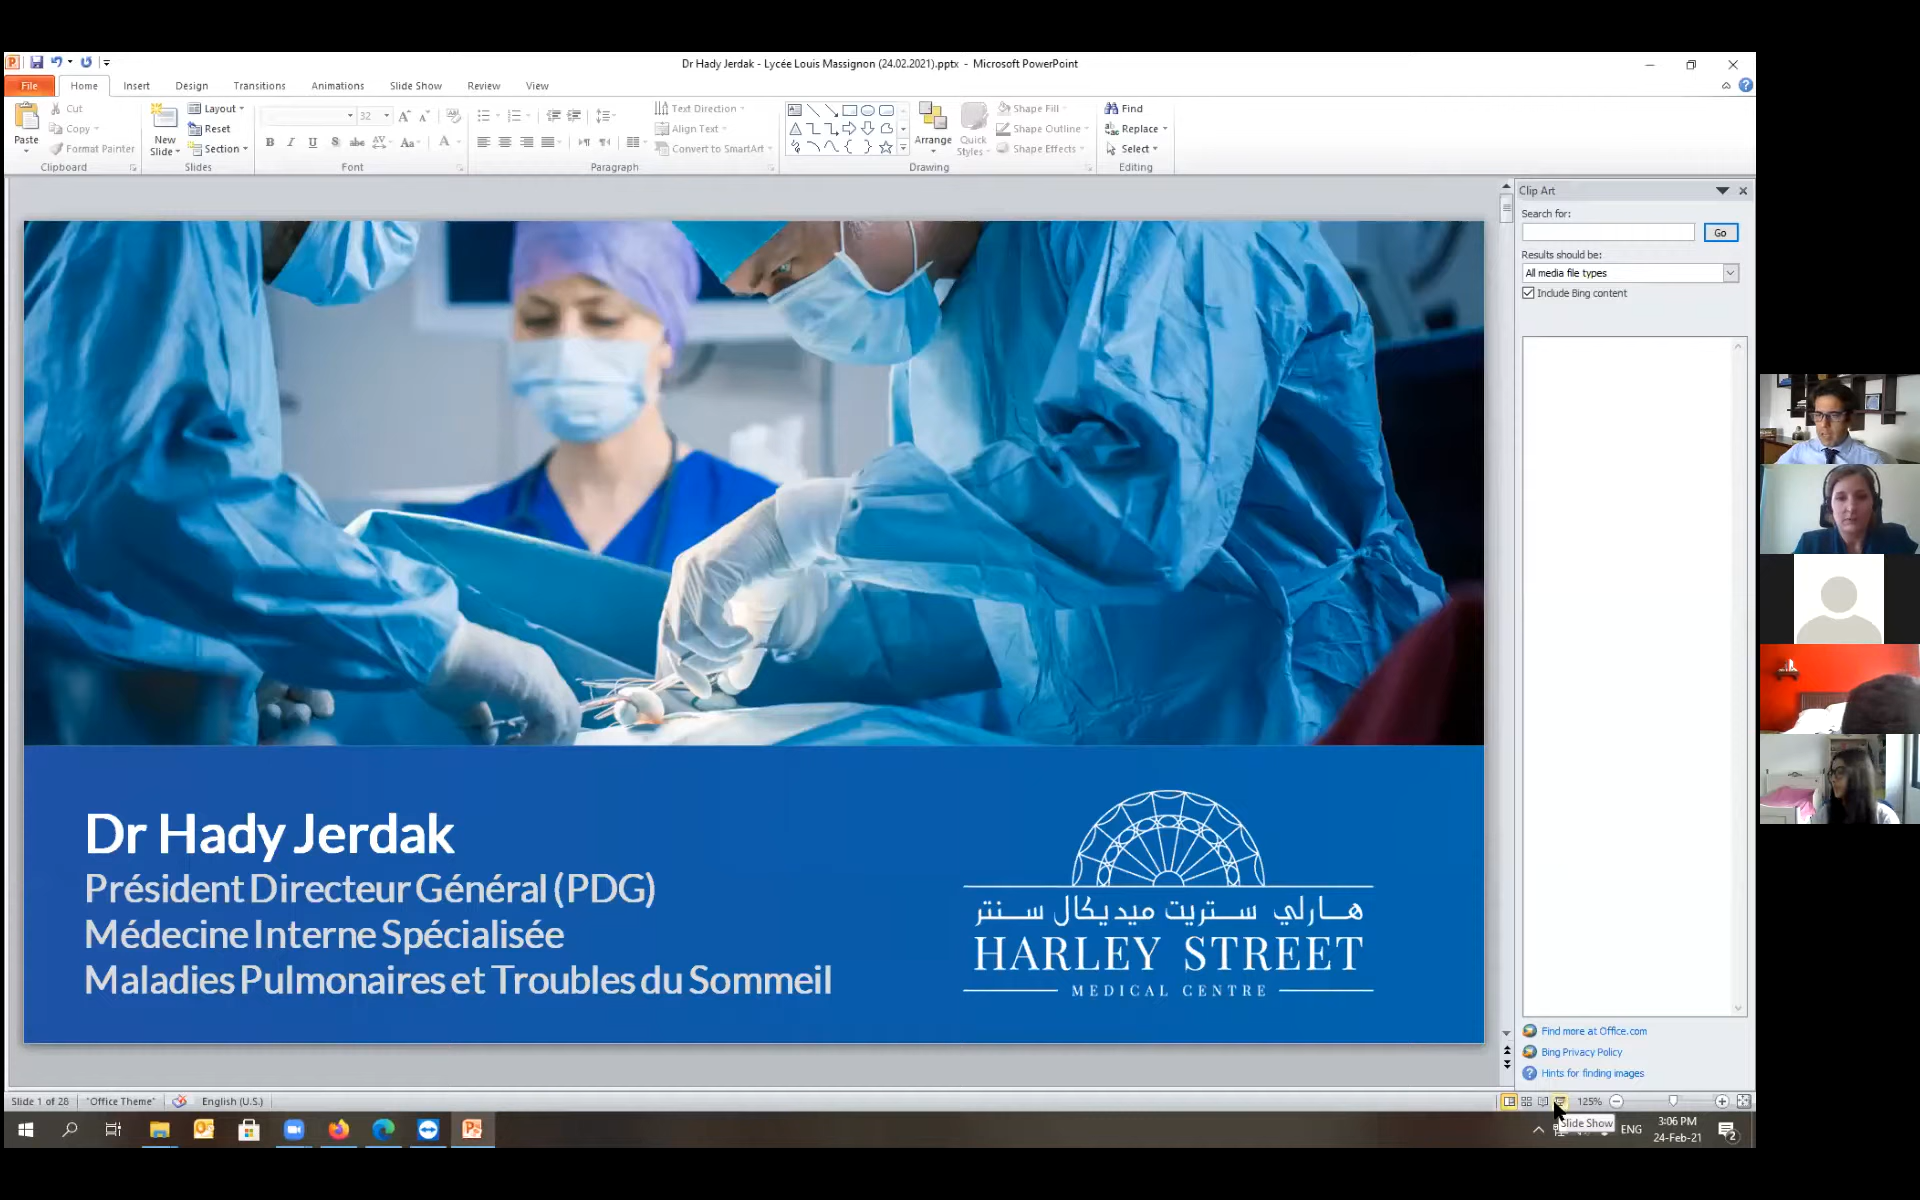 Dr Hady Jerdak - Lycée Louis Massignon (24.02.2021).pptx - Microsoft PowerPoint
File Home Insert Design Transitions Animations Slide Show Review View
Cut
Copy
Format Painter
Paste
Clipboard
New Slide
Layout
Reset
Section
Slides
32
B I U S abc AV Aa A
Font
Text Direction
Align Text
Convert to SmartArt
Paragraph
Arrange
Quick Styles
Shape Fill
Shape Outline
Shape Effects
Drawing
Find
Replace
Select
Editing
Dr Hady Jerdak
Président Directeur Général (PDG)
Médecine Interne Spécialisée
Maladies Pulmonaires et Troubles du Sommeil
هارلي ستريت ميديكال سنتر
HARLEY STREET
MEDICAL CENTRE
Clip Art
Search for:
Go
Results should be:
All media file types
Include Bing content
Find more at Office.com
Bing Privacy Policy
Hints for finding images
Slide 1 of 28 "Office Theme" English (U.S.) 125%
Slide Show
ENG
3:06 PM
24-Feb-21
2